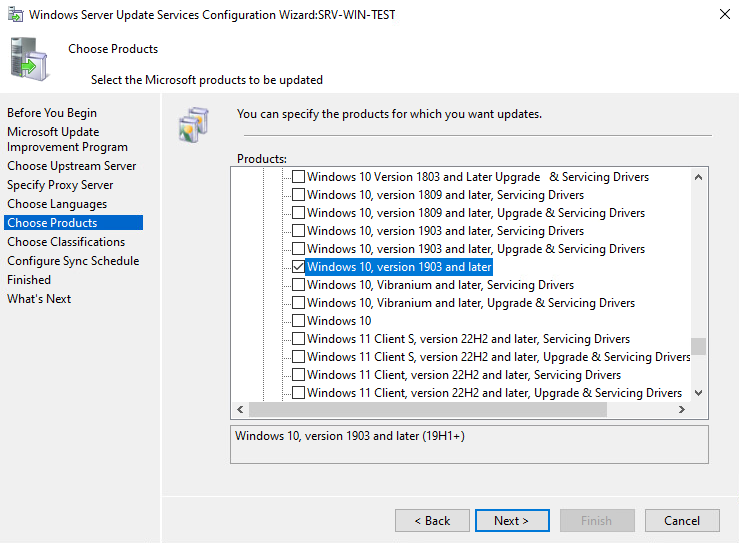 Windows Server Update Services Configuration Wizard:SRV-WIN-TEST
Choose Products
Select the Microsoft products to be updated
Before You Begin
Microsoft Update
Improvement Program
Choose Upstream Server
Specify Proxy Server
Choose Languages
Choose Products
Choose Classifications
Configure Sync Schedule
Finished
What's Next
You can specify the products for which you want updates.
Products:
Windows 10 Version 1803 and Later Upgrade   & Servicing Drivers
Windows 10, version 1809 and later, Servicing Drivers
Windows 10, version 1809 and later, Upgrade & Servicing Drivers
Windows 10, version 1903 and later, Servicing Drivers
Windows 10, version 1903 and later, Upgrade & Servicing Drivers
Windows 10, version 1903 and later
Windows 10, Vibranium and later, Servicing Drivers
Windows 10, Vibranium and later, Upgrade & Servicing Drivers
Windows 10
Windows 11 Client S, version 22H2 and later, Servicing Drivers
Windows 11 Client S, version 22H2 and later, Upgrade & Servicing Drivers
Windows 11 Client, version 22H2 and later, Servicing Drivers
Windows 11 Client, version 22H2 and later, Upgrade & Servicing Drivers
Windows 10, version 1903 and later (19H1+)
< Back
Next >
Finish
Cancel